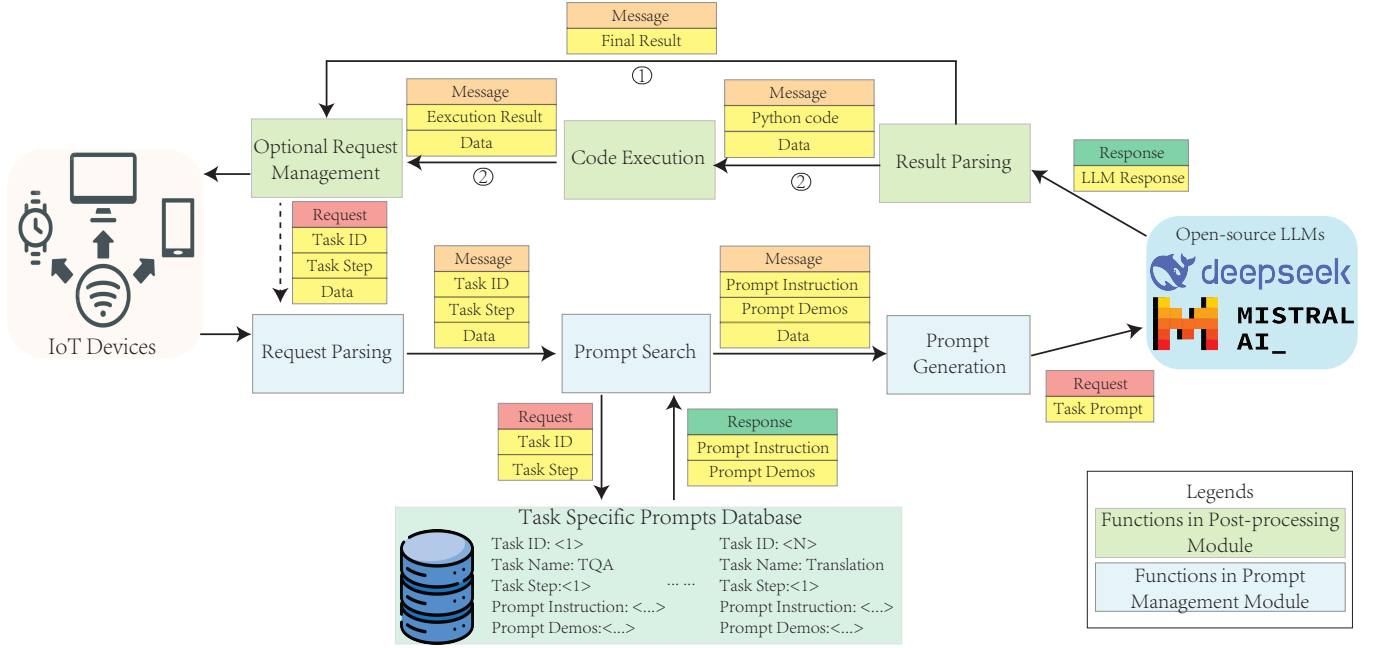 Message
Final Result
①
Message
Eexcution Result
Data
②
Message
Python code
Data
②
Optional Request
Management
Code Execution
Result Parsing
Response
LLM Response
Request
Task ID
Task Step
Data
IoT Devices
Request Parsing
Message
Task ID
Task Step
Data
Prompt Search
Message
Prompt Instruction
Prompt Demos
Data
Prompt
Generation
Open-source LLMs
deepseek
MISTRAL
AI_
Request
Task Prompt
Request
Task ID
Task Step
Response
Prompt Instruction
Prompt Demos
Task Specific Prompts Database
Task ID: <1>
Task Name: TQA
Task Step:<1>
Prompt Instruction: <...>
Prompt Demos:<...>
... ...
Task ID: <N>
Task Name: Translation
Task Step:<1>
Prompt Instruction: <...>
Prompt Demos:<...>
Legends
Functions in Post-processing
Module
Functions in Prompt
Management Module